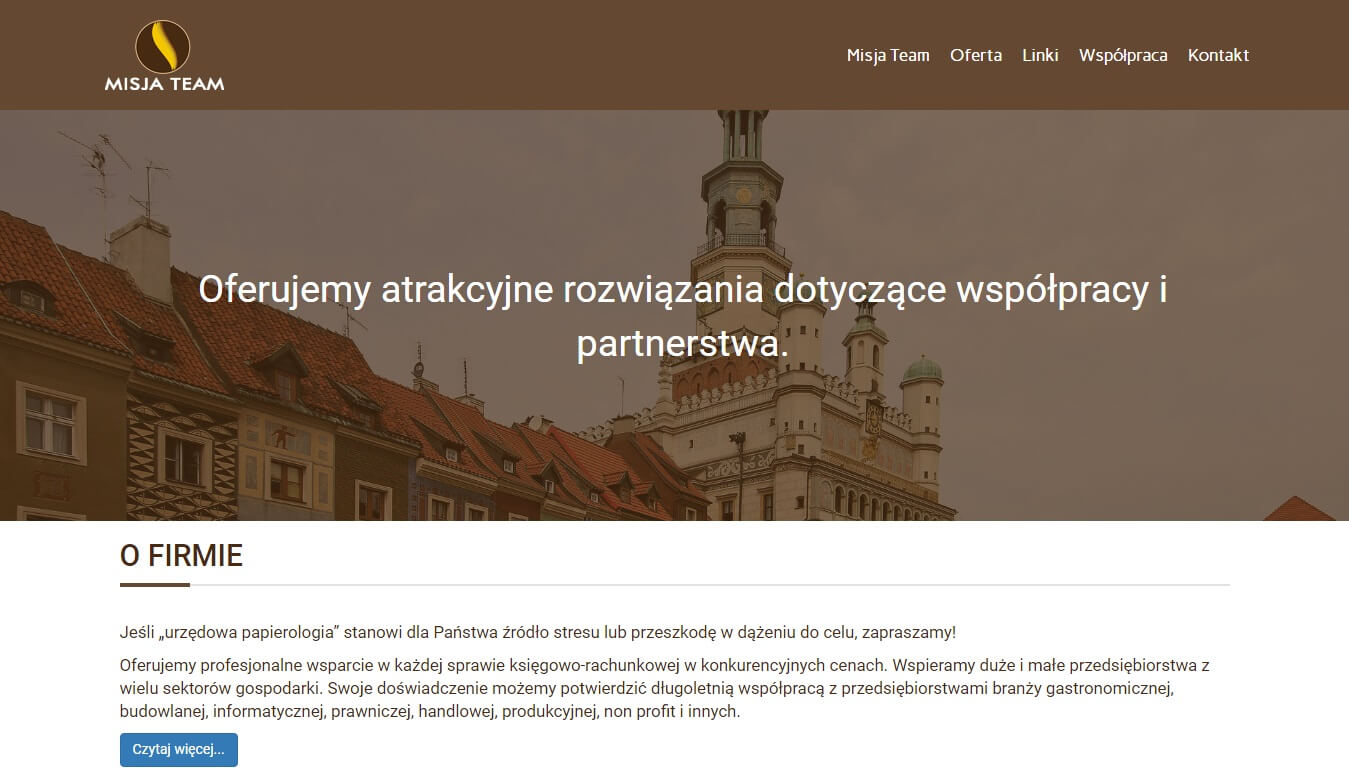 MISJA TEAM
Misja Team Oferta Linki Współpraca Kontakt
Oferujemy atrakcyjne rozwiązania dotyczące współpracy i
partnerstwa.
O FIRMIE
Jeśli „urzędowa papierologia” stanowi dla Państwa źródło stresu lub przeszkodę w dążeniu do celu, zapraszamy!
Oferujemy profesjonalne wsparcie w każdej sprawie księgowo-rachunkowej w konkurencyjnych cenach. Wspieramy duże i małe przedsiębiorstwa z
wielu sektorów gospodarki. Swoje doświadczenie możemy potwierdzić długoletnią współpracą z przedsiębiorstwami branży gastronomicznej,
budowlanej, informatycznej, prawniczej, handlowej, produkcyjnej, non profit i innych.
Czytaj więcej...